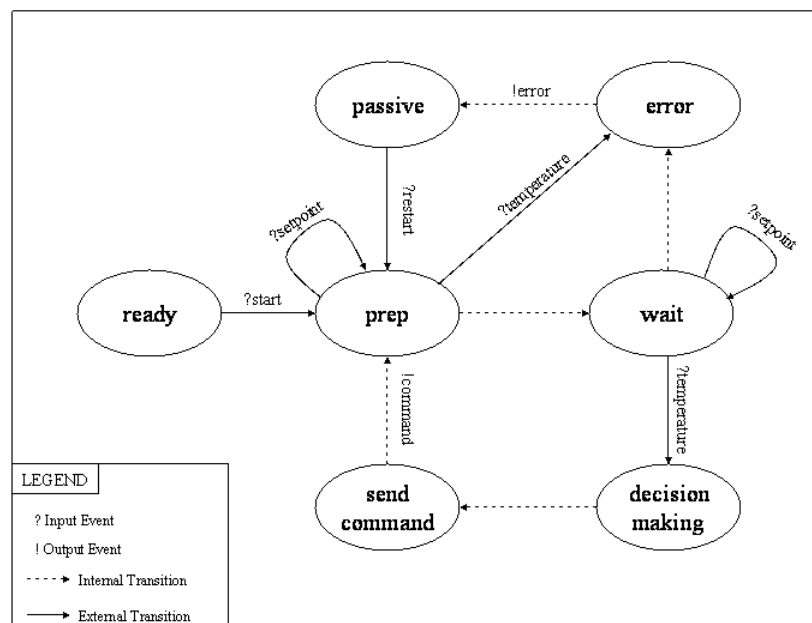 !error
passive
error
?temperature
?restart
?setpoint
?setpoint
ready
?start
prep
wait
!command
?temperature
LEGEND
send
command
decision
making
? Input Event
! Output Event
Internal Transition
External Transition